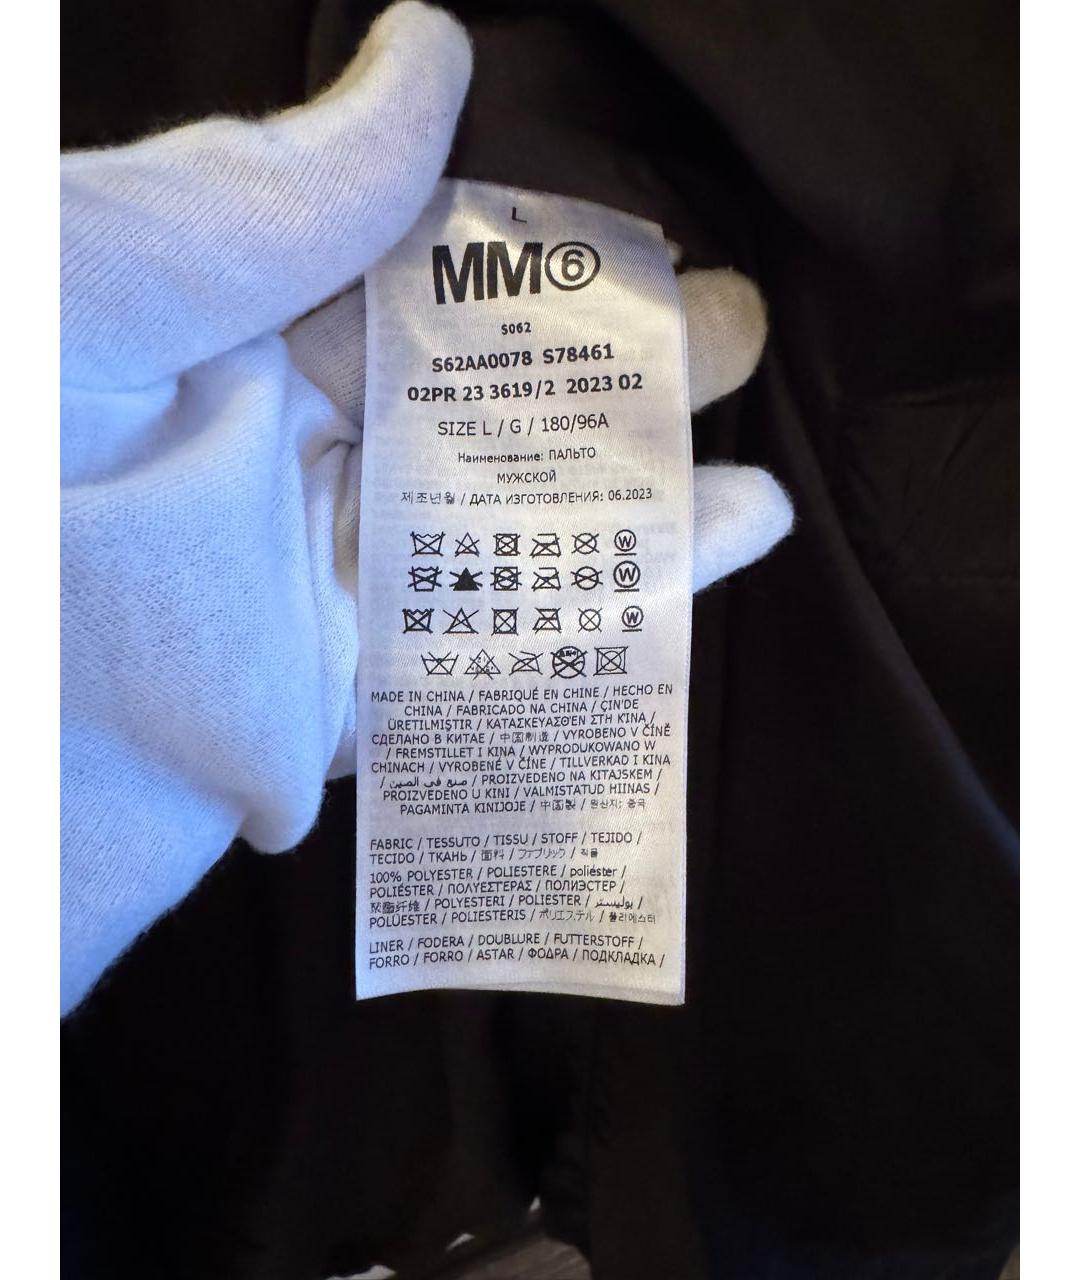 L
MM⑥
S062
S62AA0078 S78461
02PR 23 3619/2 2023 02
SIZE L / G / 180/96A
Наименование: ПАЛЬТО
МУЖСКОЙ
제조년월 / ДАТА ИЗГОТОВЛЕНИЯ: 06.2023
W
W
W
MADE IN CHINA / FABRIQUÉ EN CHINE / HECHO EN
CHINA / FABRICADO NA CHINA / ÇIN'DE
ÜRETILMIŞTIR / ΚΑΤΑΣΚΕΥΑΣΘΕΝ ΣΤΗ ΚΙΝΑ /
СДЕЛАНО В КИТАЕ / 中国制造 / VYROBENO V ČÍNĚ
/ FREMSTILLET I KINA / WYPRODUKOWANO W
CHINACH / VYROBENÉ V ČÍNE / TILLVERKAD I KINA
/ صنع في الصين / PROIZVEDENO NA KITAJSKEM /
PROIZVEDENO U KINI / VALMISTATUD HIINAS /
PAGAMINTA KINIJOJE / 中国製 / 원산지: 중국
FABRIC / TESSUTO / TISSU / STOFF / TEJIDO /
TECIDO / ТКАНЬ / 面料 / ファブリック / 직물
100% POLYESTER / POLIESTERE / poliéster /
POLIÉSTER / ΠΟΛΥΕΣΤΕΡΑΣ / ПОЛИЭСТЕР /
聚酯纤维 / POLYESTERI / POLIESTER / بوليستر /
POLÜESTER / POLIESTERIS / ポリエステル / 폴리에스터
LINER / FODERA / DOUBLURE / FUTTERSTOFF /
FORRO / FORRO / ASTAR / ΦΟΔΡΑ / ПОДКЛАДКА /